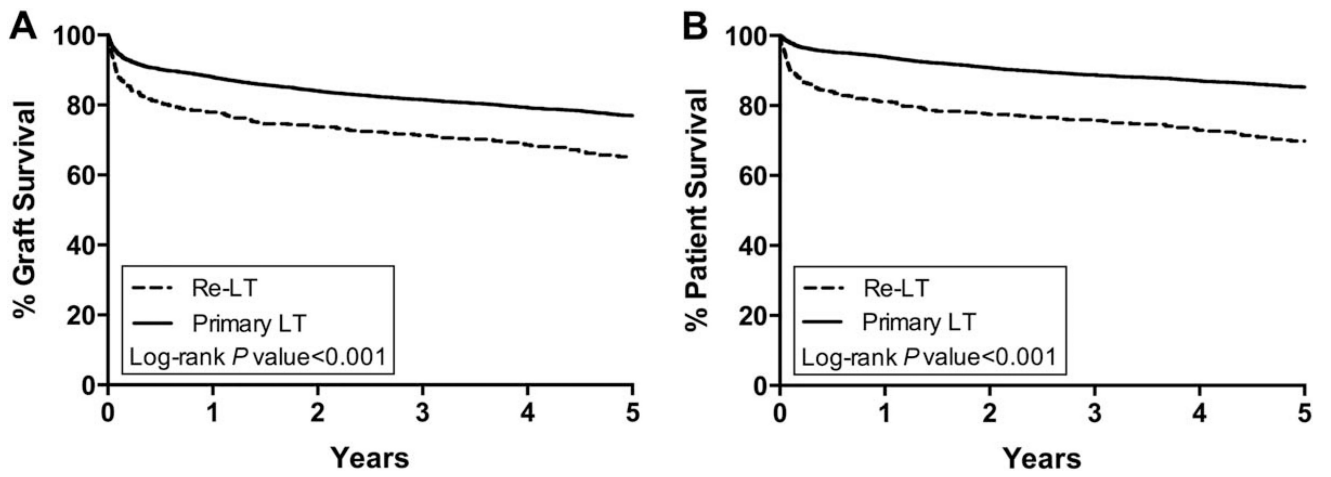 A
% Graft Survival
100
80
60
40
20
0
Re-LT
Primary LT
Log-rank P value<0.001
0 1 2 3 4 5
Years
B
% Patient Survival
100
80
60
40
20
0
Re-LT
Primary LT
Log-rank P value<0.001
0 1 2 3 4 5
Years